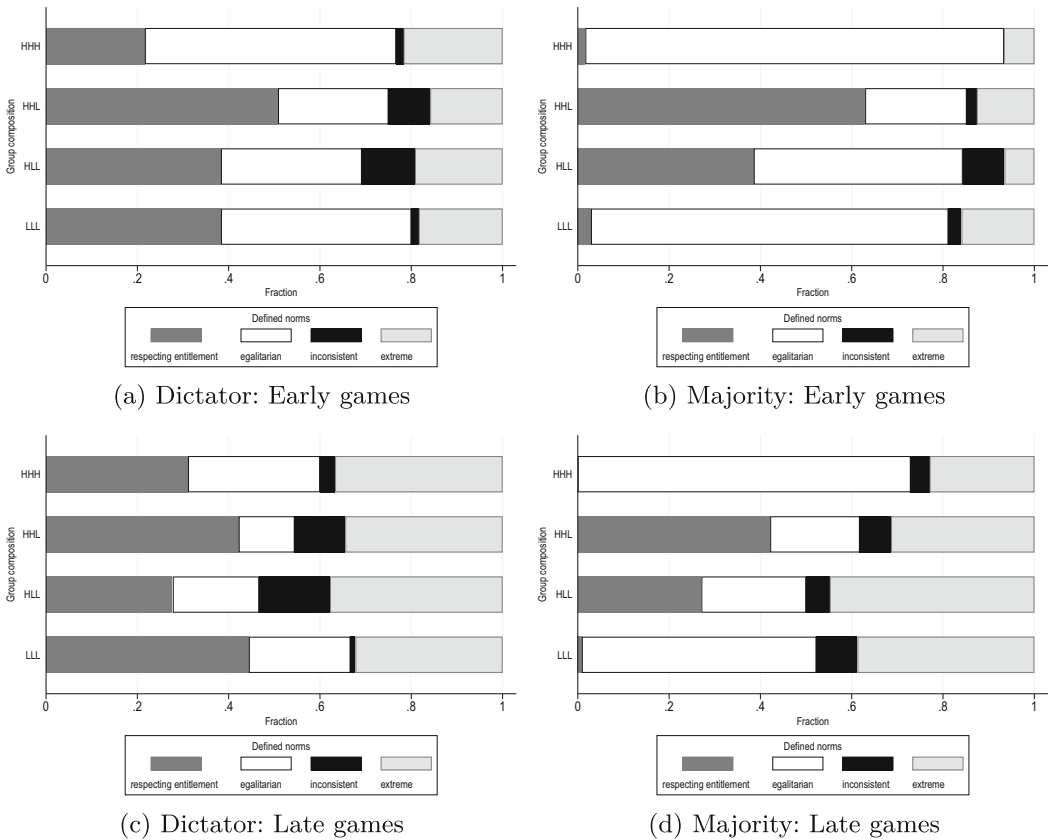 Group composition
HHH
HHL
HLL
LLL
0 .2 .4 .6 .8 1
Fraction
Defined norms
respecting entitlement egalitarian inconsistent extreme
(a) Dictator: Early games
Group composition
HHH
HHL
HLL
LLL
0 .2 .4 .6 .8 1
Fraction
Defined norms
respecting entitlement egalitarian inconsistent extreme
(b) Majority: Early games
Group composition
HHH
HHL
HLL
LLL
0 .2 .4 .6 .8 1
Fraction
Defined norms
respecting entitlement egalitarian inconsistent extreme
(c) Dictator: Late games
Group composition
HHH
HHL
HLL
LLL
0 .2 .4 .6 .8 1
Fraction
Defined norms
respecting entitlement egalitarian inconsistent extreme
(d) Majority: Late games